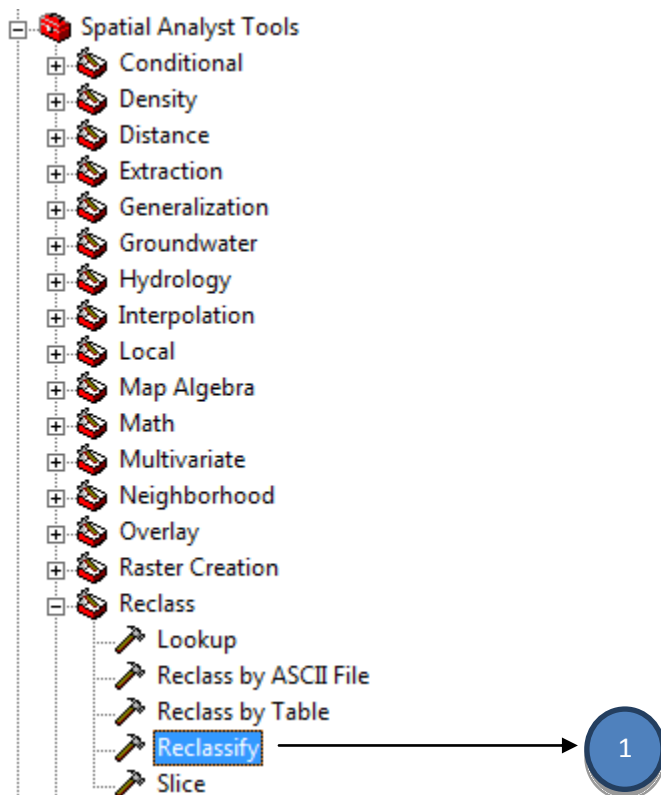 Spatial Analyst Tools
Conditional
Density
Distance
Extraction
Generalization
Groundwater
Hydrology
Interpolation
Local
Map Algebra
Math
Multivariate
Neighborhood
Overlay
Raster Creation
Reclass
Lookup
Reclass by ASCII File
Reclass by Table
Reclassify 1
Slice